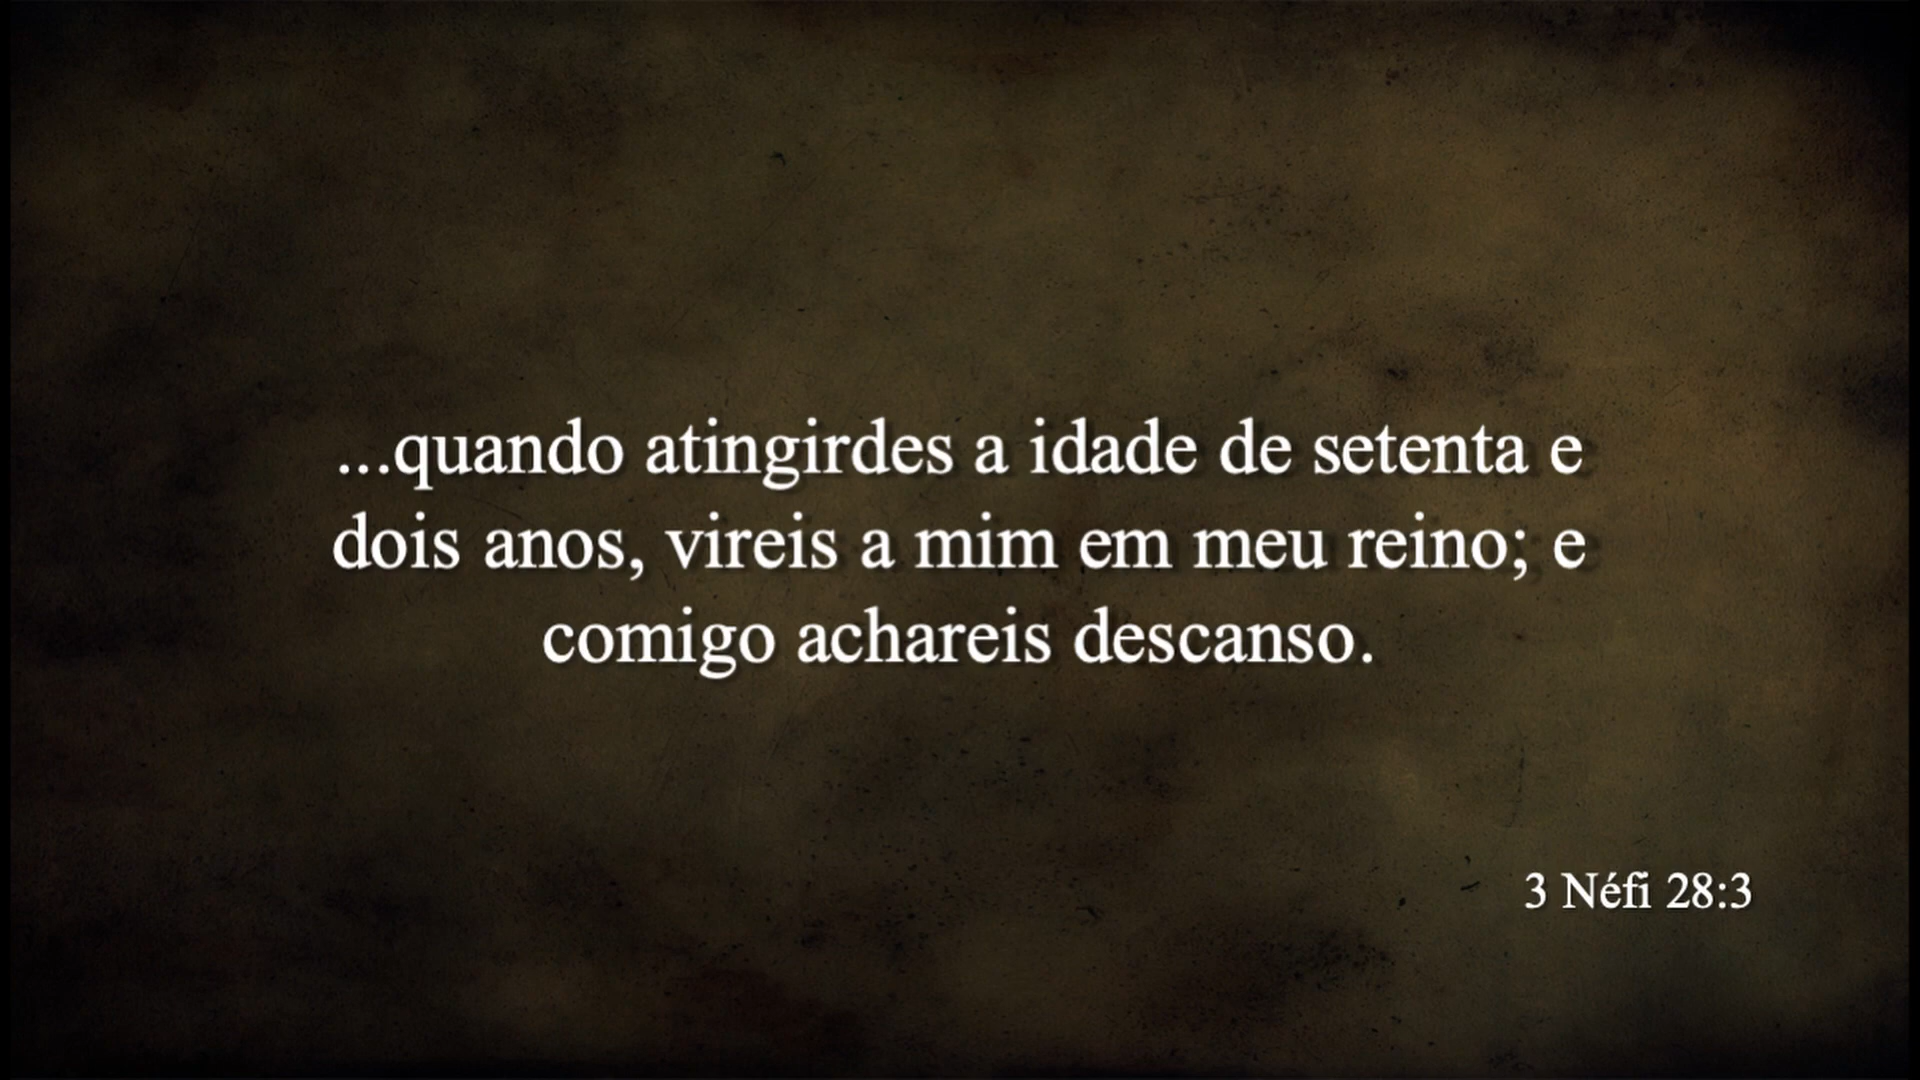 ...quando atingirdes a idade de setenta e
dois anos, vireis a mim em meu reino; e
comigo achareis descanso.
3 Néfi 28:3